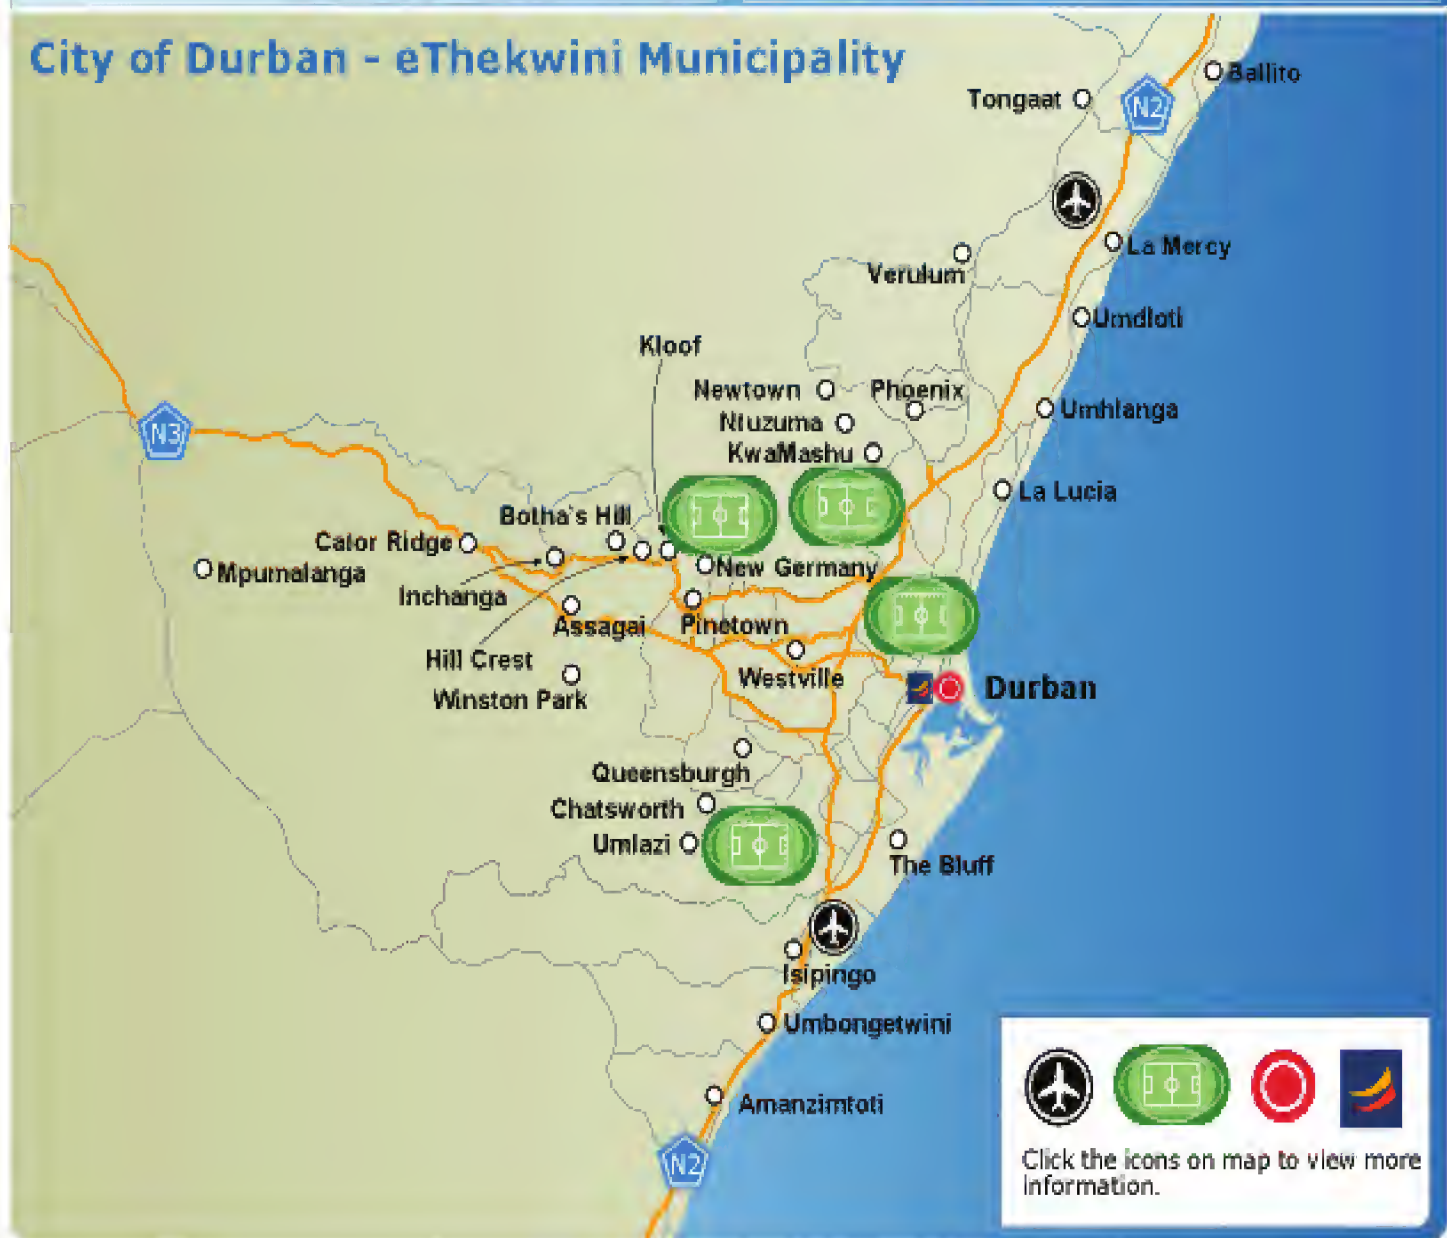 City of Durban - eThekwini Municipality
Ballito
Tongaat
N2
La Mercy
Verulum
Umdloti
Kloof
Newtown
Phoenix
Umhlanga
Ntuzuma
N3
KwaMashu
La Lucia
Botha's Hill
Cator Ridge
New Germany
Mpumalanga
Inchanga
Assagai
Pinetown
Hill Crest
Westville
Durban
Winston Park
Queensburgh
Chatsworth
Umlazi
The Bluff
Isipingo
Umbongetwini
Amanzimtoti
N2
Click the icons on map to view more
information.